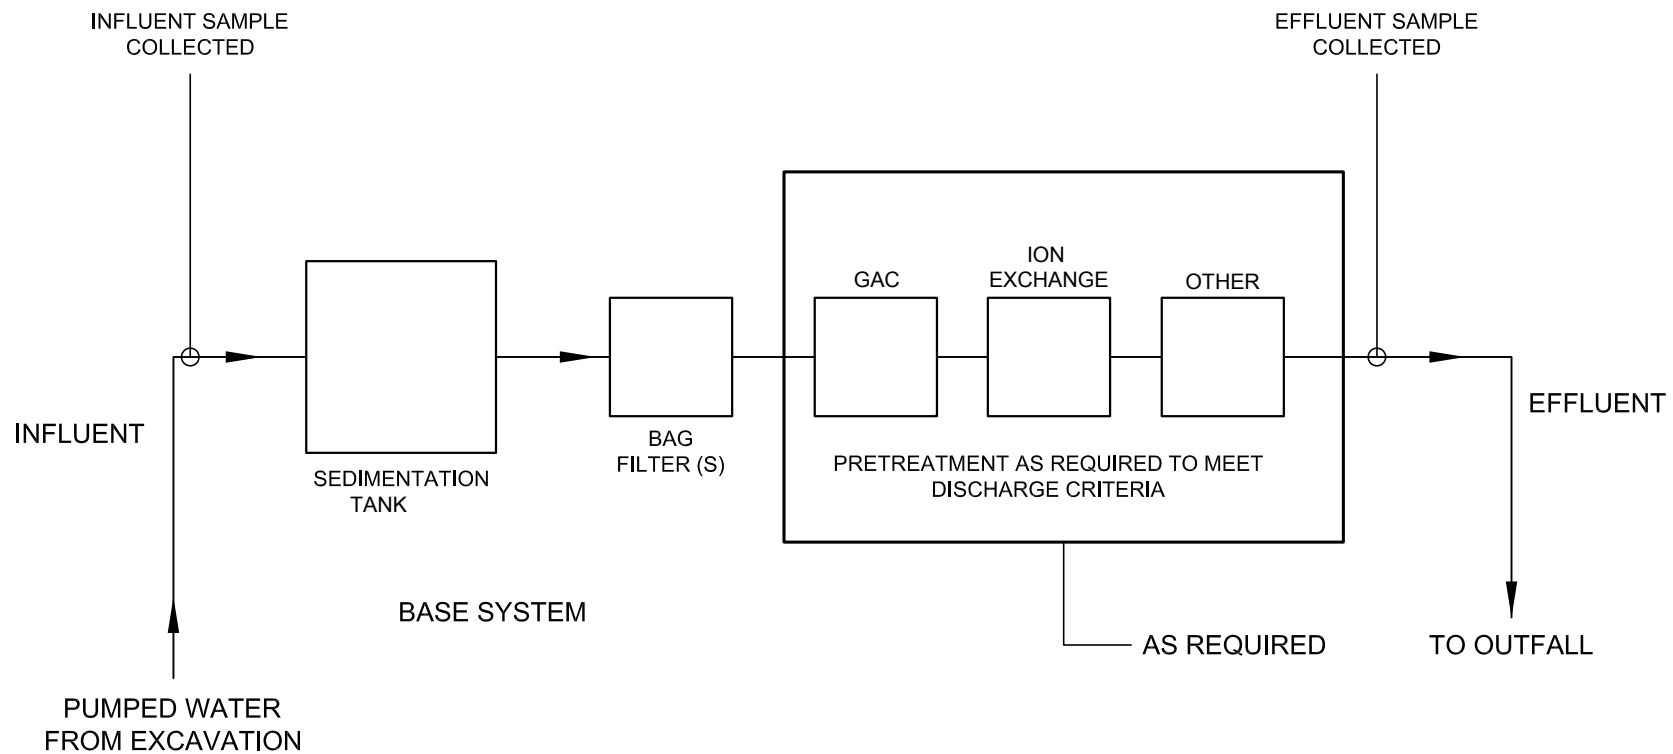 INFLUENT SAMPLE
COLLECTED
EFFLUENT SAMPLE
COLLECTED
GAC
ION
EXCHANGE
OTHER
INFLUENT
EFFLUENT
SEDIMENTATION
TANK
BAG
FILTER (S)
PRETREATMENT AS REQUIRED TO MEET
DISCHARGE CRITERIA
BASE SYSTEM
AS REQUIRED
TO OUTFALL
PUMPED WATER
FROM EXCAVATION